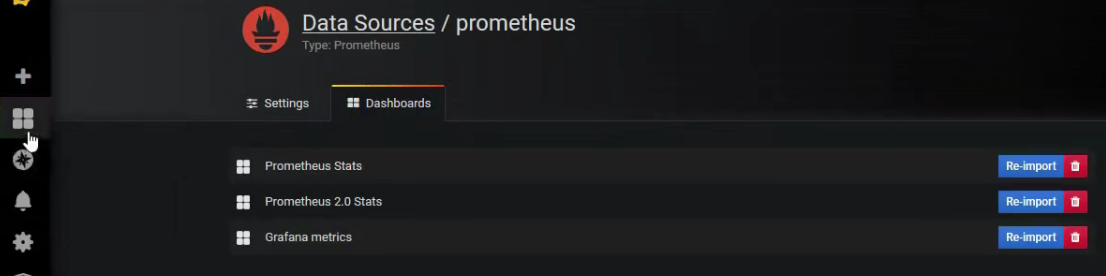 Data Sources / prometheus
Type: Prometheus
Settings
Dashboards
Prometheus Stats
Re-import
Prometheus 2.0 Stats
Re-import
Grafana metrics
Re-import